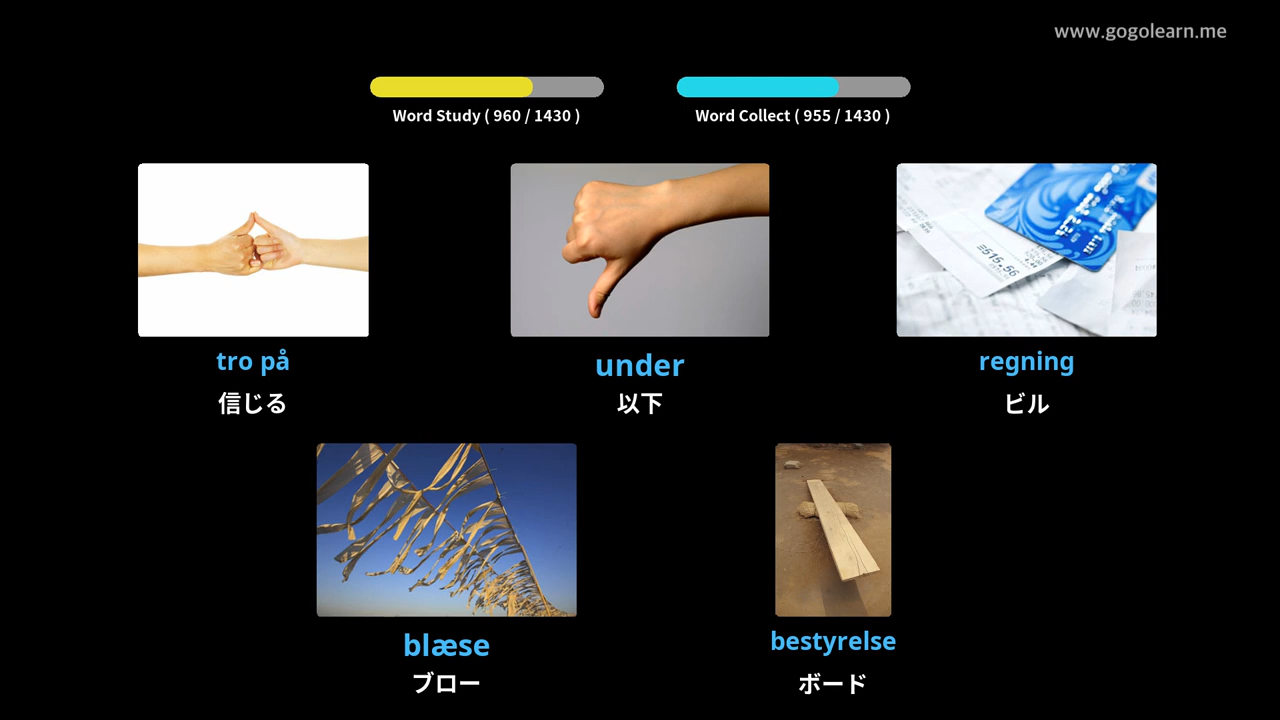 www.gogolearn.me
Word Study ( 960 / 1430 )
Word Collect ( 955 / 1430 )
tro på
信じる
under
以下
regning
ビル
blæse
ブロー
bestyrelse
ボード